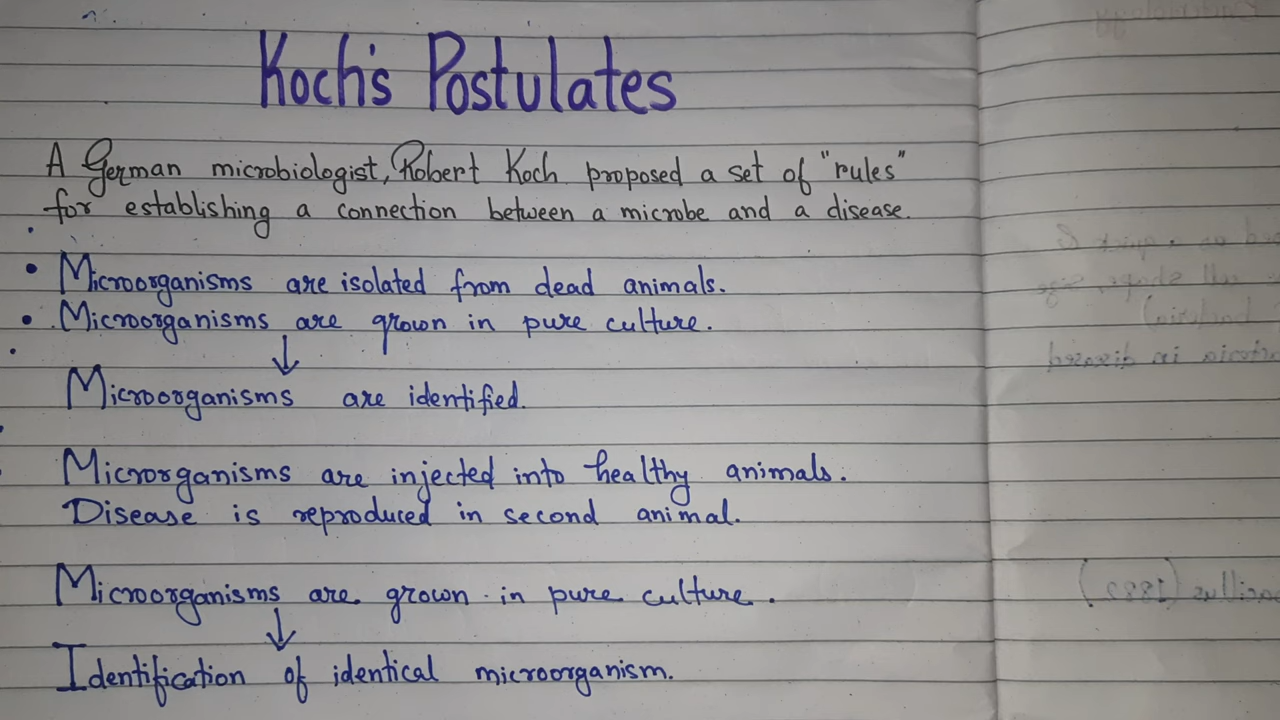 Koch's Postulates
A German microbiologist, Robert Koch proposed a set of "rules"
for establishing a connection between a microbe and a disease.
• Microorganisms are isolated from dead animals.
• Microorganisms are grown in pure culture.
↓
Microorganisms are identified.
Microrganisms are injected into healthy animals.
Disease is reproduced in second animal.
Microorganisms are grown in pure culture.
↓
Identification of identical microorganism.